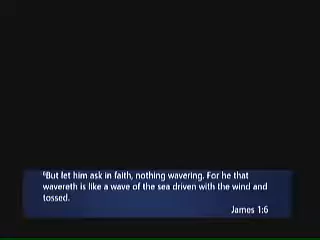 ⁶But let him ask in faith, nothing wavering. For he that
wavereth is like a wave of the sea driven with the wind and
tossed.
James 1:6